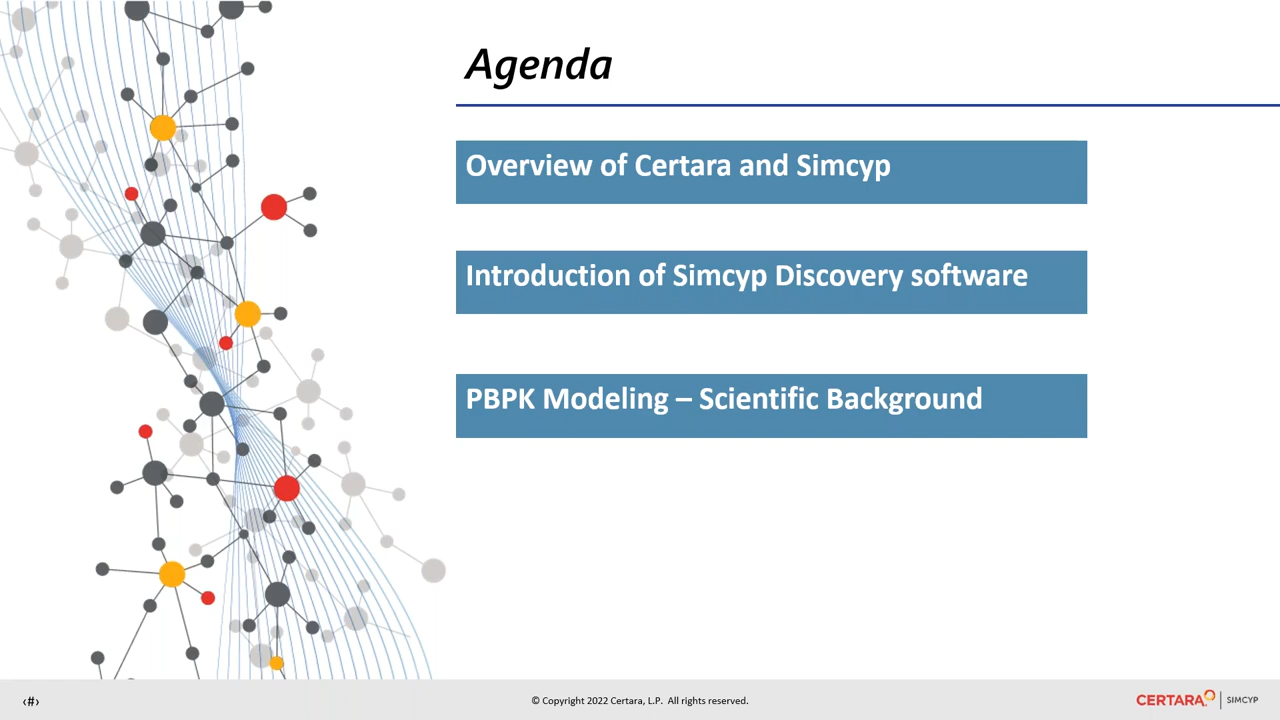 Agenda
Overview of Certara and Simcyp
Introduction of Simcyp Discovery software
PBPK Modeling – Scientific Background
‹#›
© Copyright 2022 Certara, L.P. All rights reserved.
CERTARA
SIMCYP